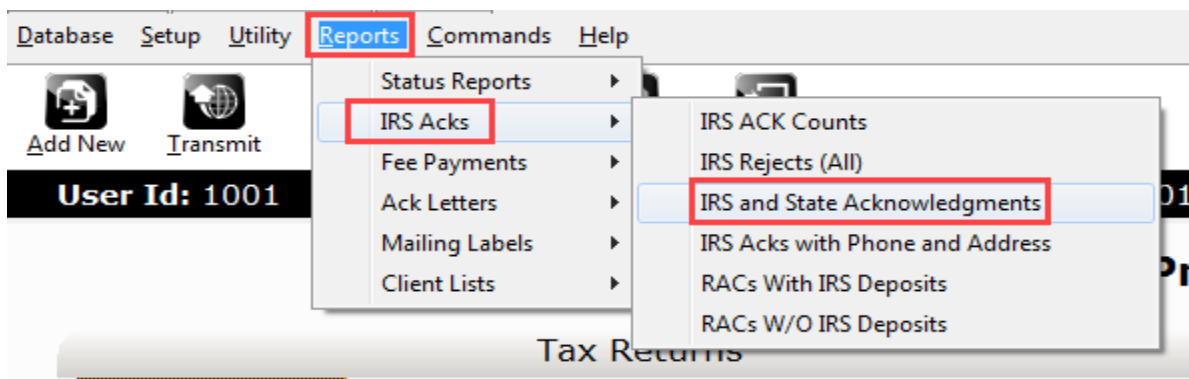 Database Setup Utility Reports Commands Help
Add New Transmit
User Id: 1001
Status Reports
IRS Acks
Fee Payments
Ack Letters
Mailing Labels
Client Lists
IRS ACK Counts
IRS Rejects (All)
IRS and State Acknowledgments
IRS Acks with Phone and Address
RACs With IRS Deposits
RACs W/O IRS Deposits
01
Pr
Tax Returns